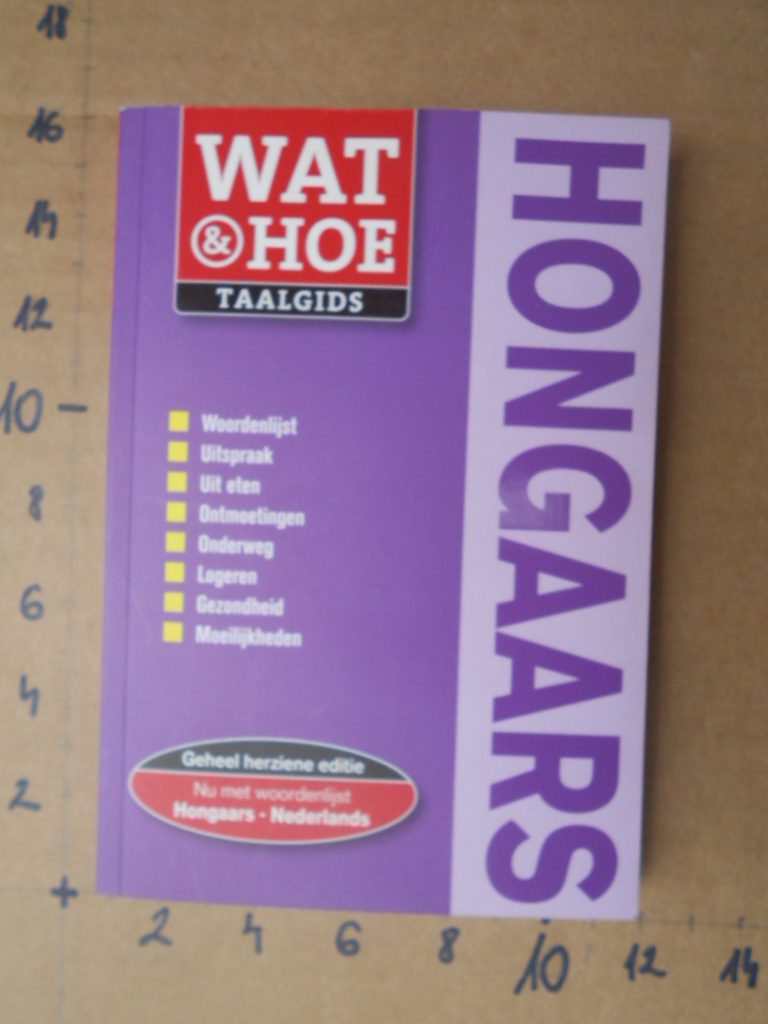 18
16
14
12
10
8
6
4
2
WAT
& HOE
TAALGIDS
HONGAARS
Woordenlijst
Uitspraak
Uit eten
Ontmoetingen
Onderweg
Logeren
Gezondheid
Moeilijkheden
Geheel herziene editie
Nu met woordenlijst
Hongaars - Nederlands
2 4 6 8 10 12 14